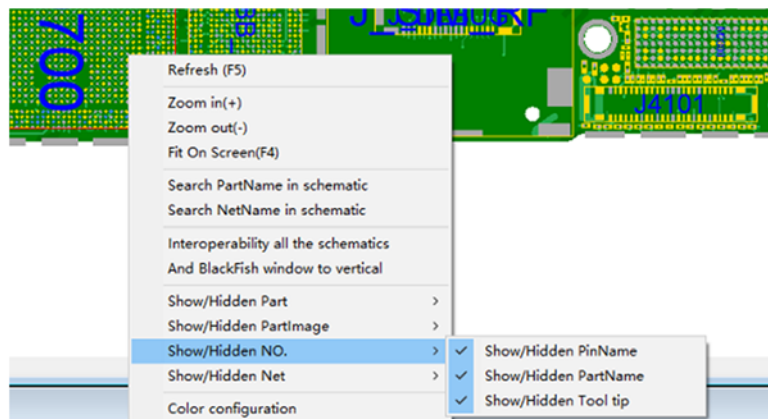 700
BB_
J4101
Refresh (F5)
Zoom in(+)
Zoom out(-)
Fit On Screen(F4)
Search PartName in schematic
Search NetName in schematic
Interoperability all the schematics
And BlackFish window to vertical
Show/Hidden Part
Show/Hidden PartImage
Show/Hidden NO.
Show/Hidden Net
Color configuration
Show/Hidden PinName
Show/Hidden PartName
Show/Hidden Tool tip